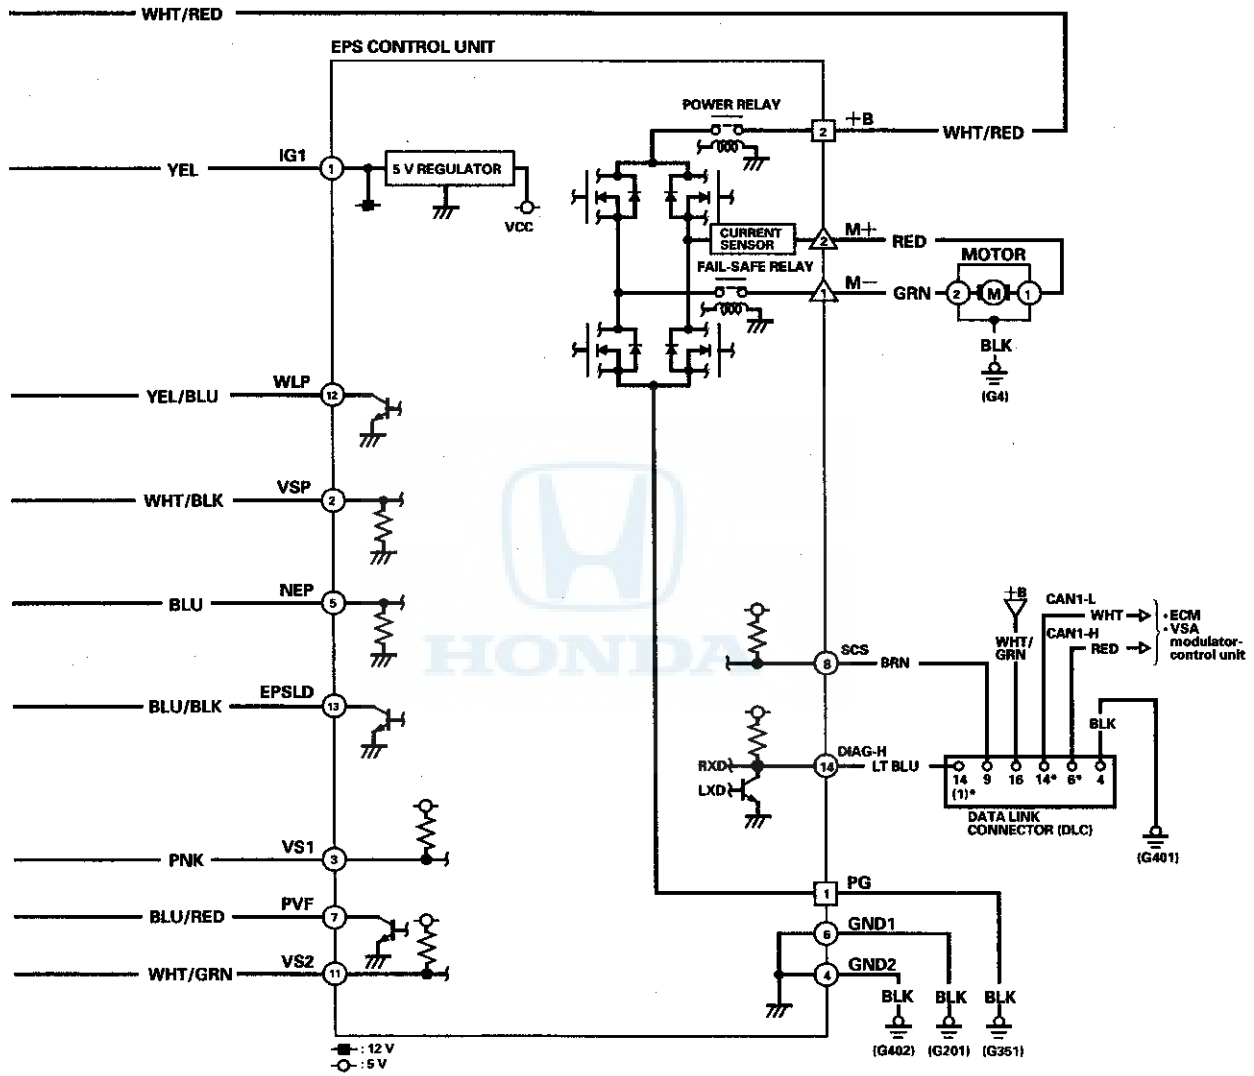 WHT/RED
EPS CONTROL UNIT
POWER RELAY
2
+B
WHT/RED
YEL
IG1
1
5 V REGULATOR
VCC
CURRENT
SENSOR
2
M+
RED
FAIL-SAFE RELAY
1
M−
GRN
MOTOR
2
M
1
BLK
(G4)
YEL/BLU
WLP
12
WHT/BLK
VSP
2
BLU
NEP
5
BLU/BLK
EPSLD
13
HONDA
SCS
8
BRN
+B
WHT/
GRN
CAN1-L
WHT
CAN1-H
RED
• ECM
• VSA
modulator-
control unit
BLK
RXD
LXD
DIAG-H
14
LT BLU
14
(1)*
9
16
14*
6*
4
DATA LINK
CONNECTOR (DLC)
(G401)
PNK
VS1
3
BLU/RED
PVF
7
WHT/GRN
VS2
11
1
PG
6
GND1
4
GND2
BLK
BLK
BLK
(G402)
(G201)
(G351)
: 12 V
: 5 V